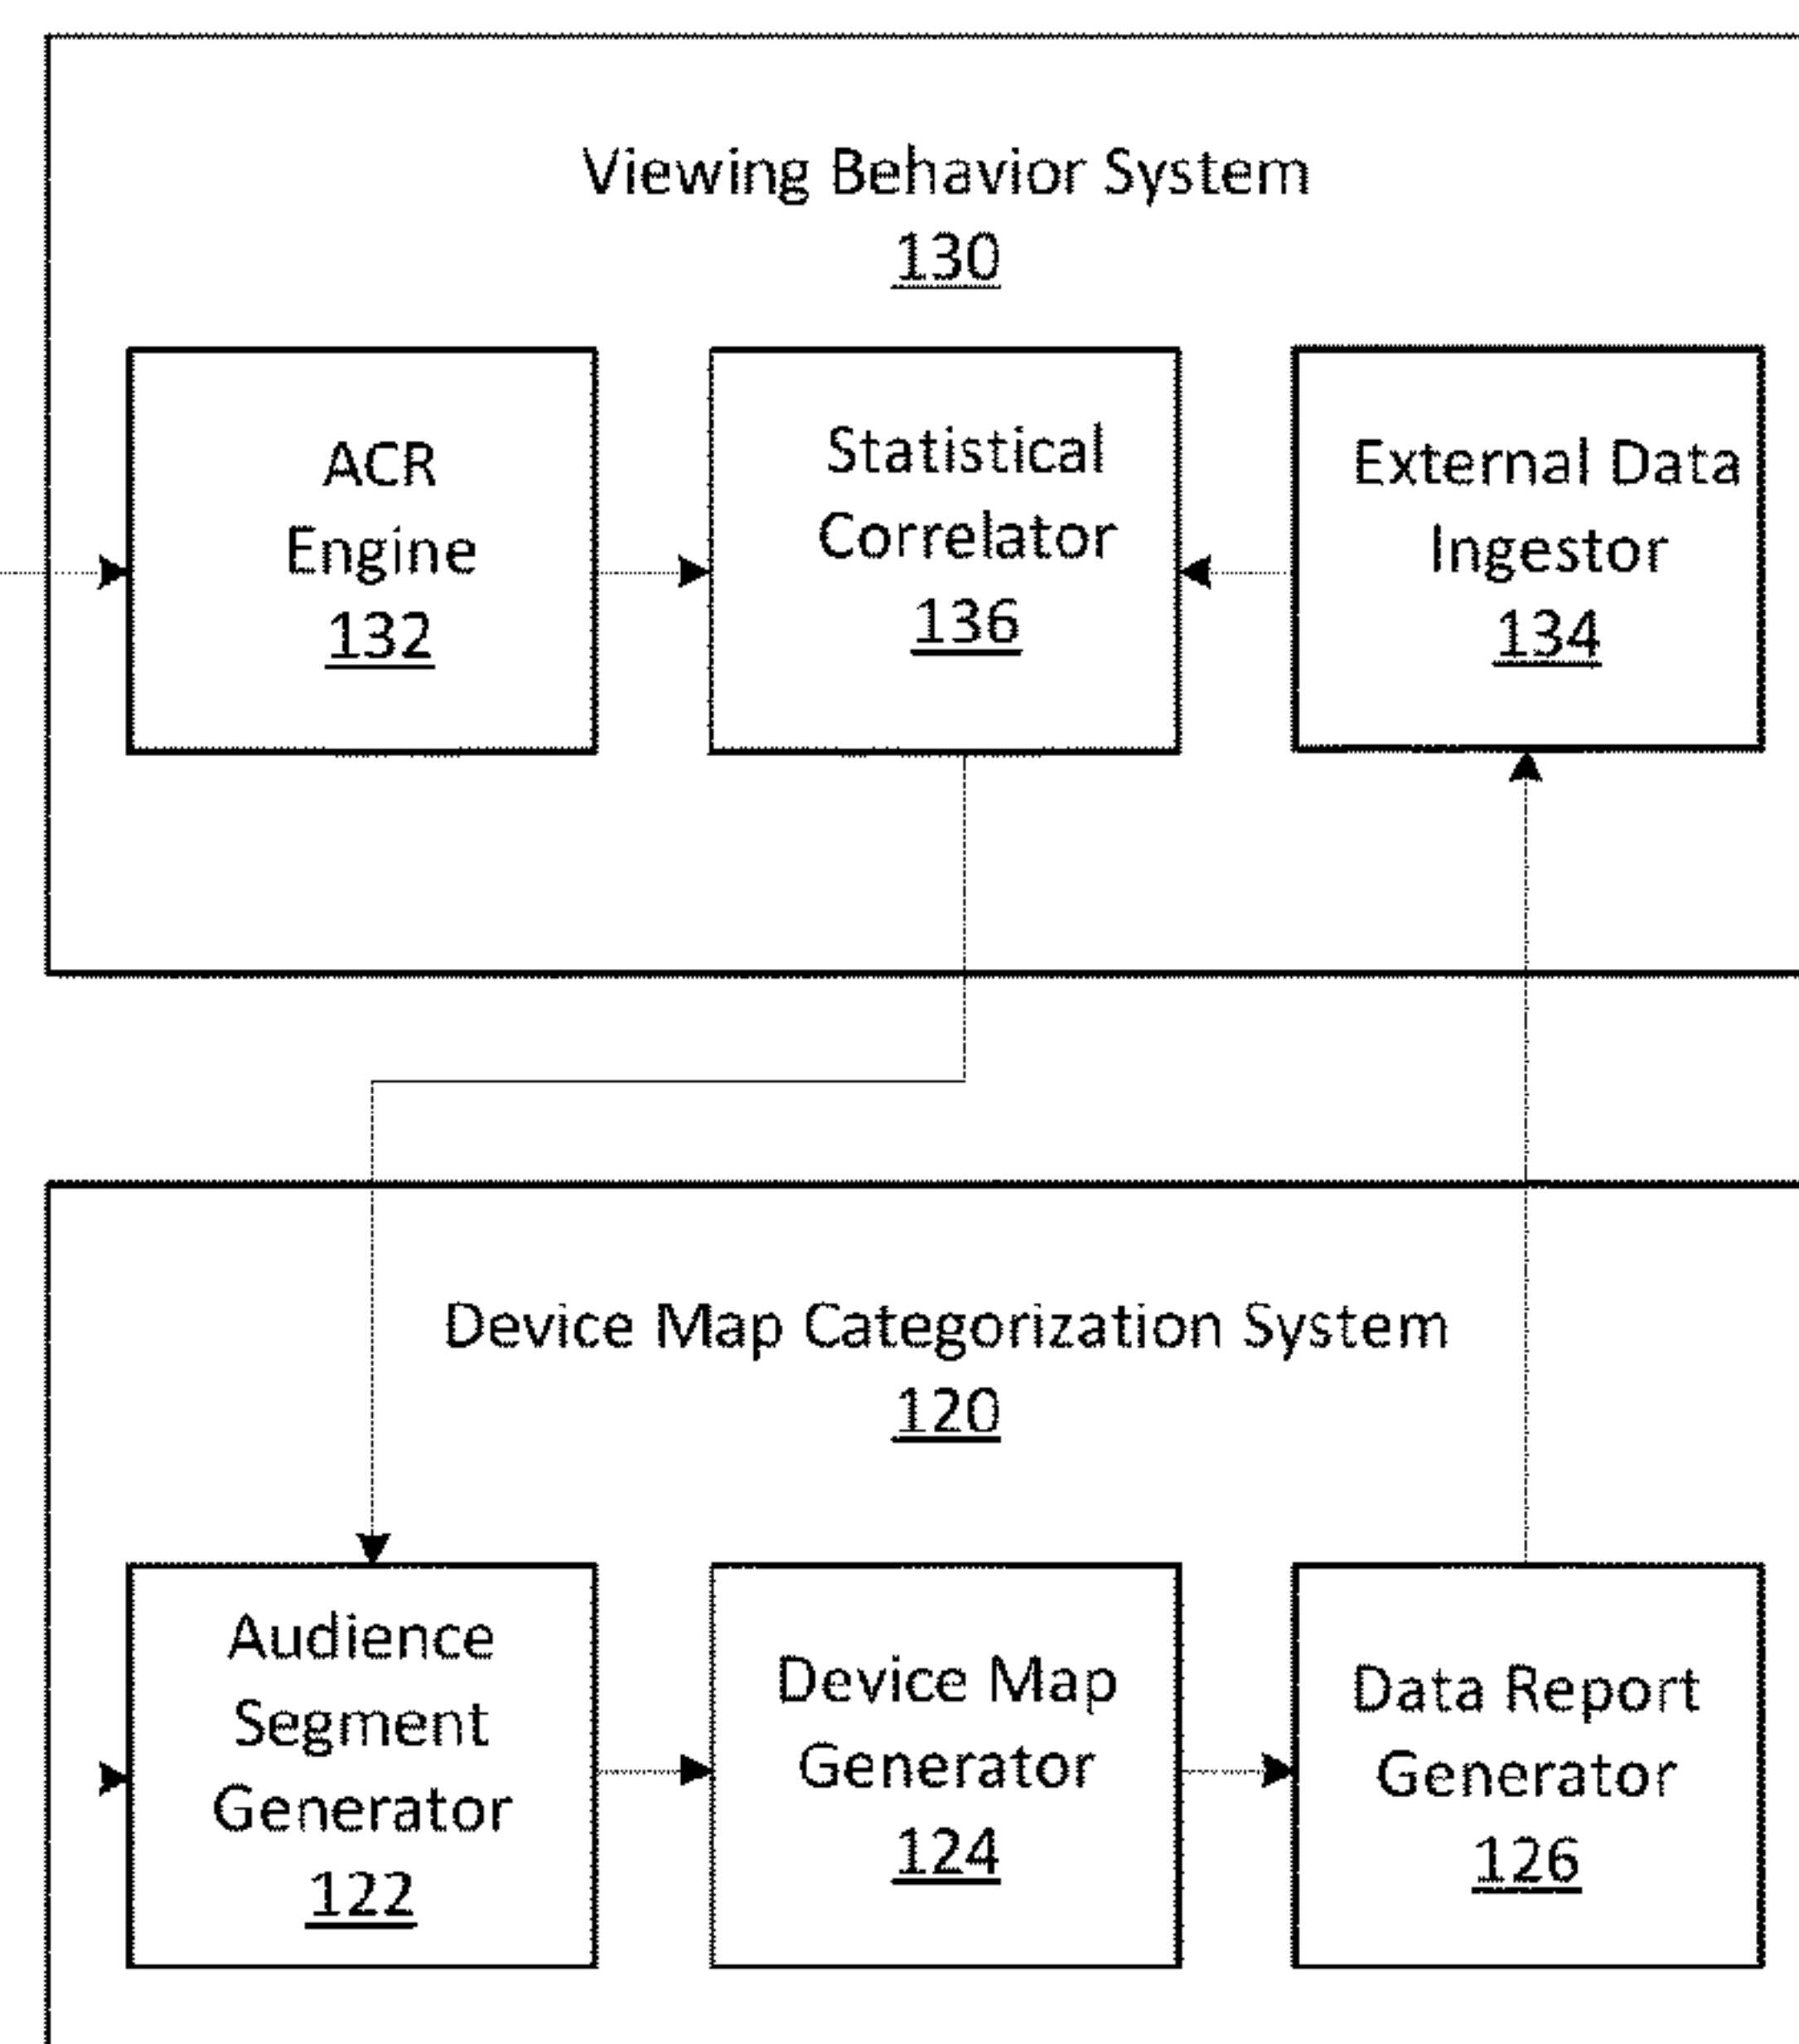 Viewing Behavior System
130
ACR
Engine
132
Statistical
Correlator
136
External Data
Ingestor
134
Device Map Categorization System
120
Audience
Segment
Generator
122
Device Map
Generator
124
Data Report
Generator
126